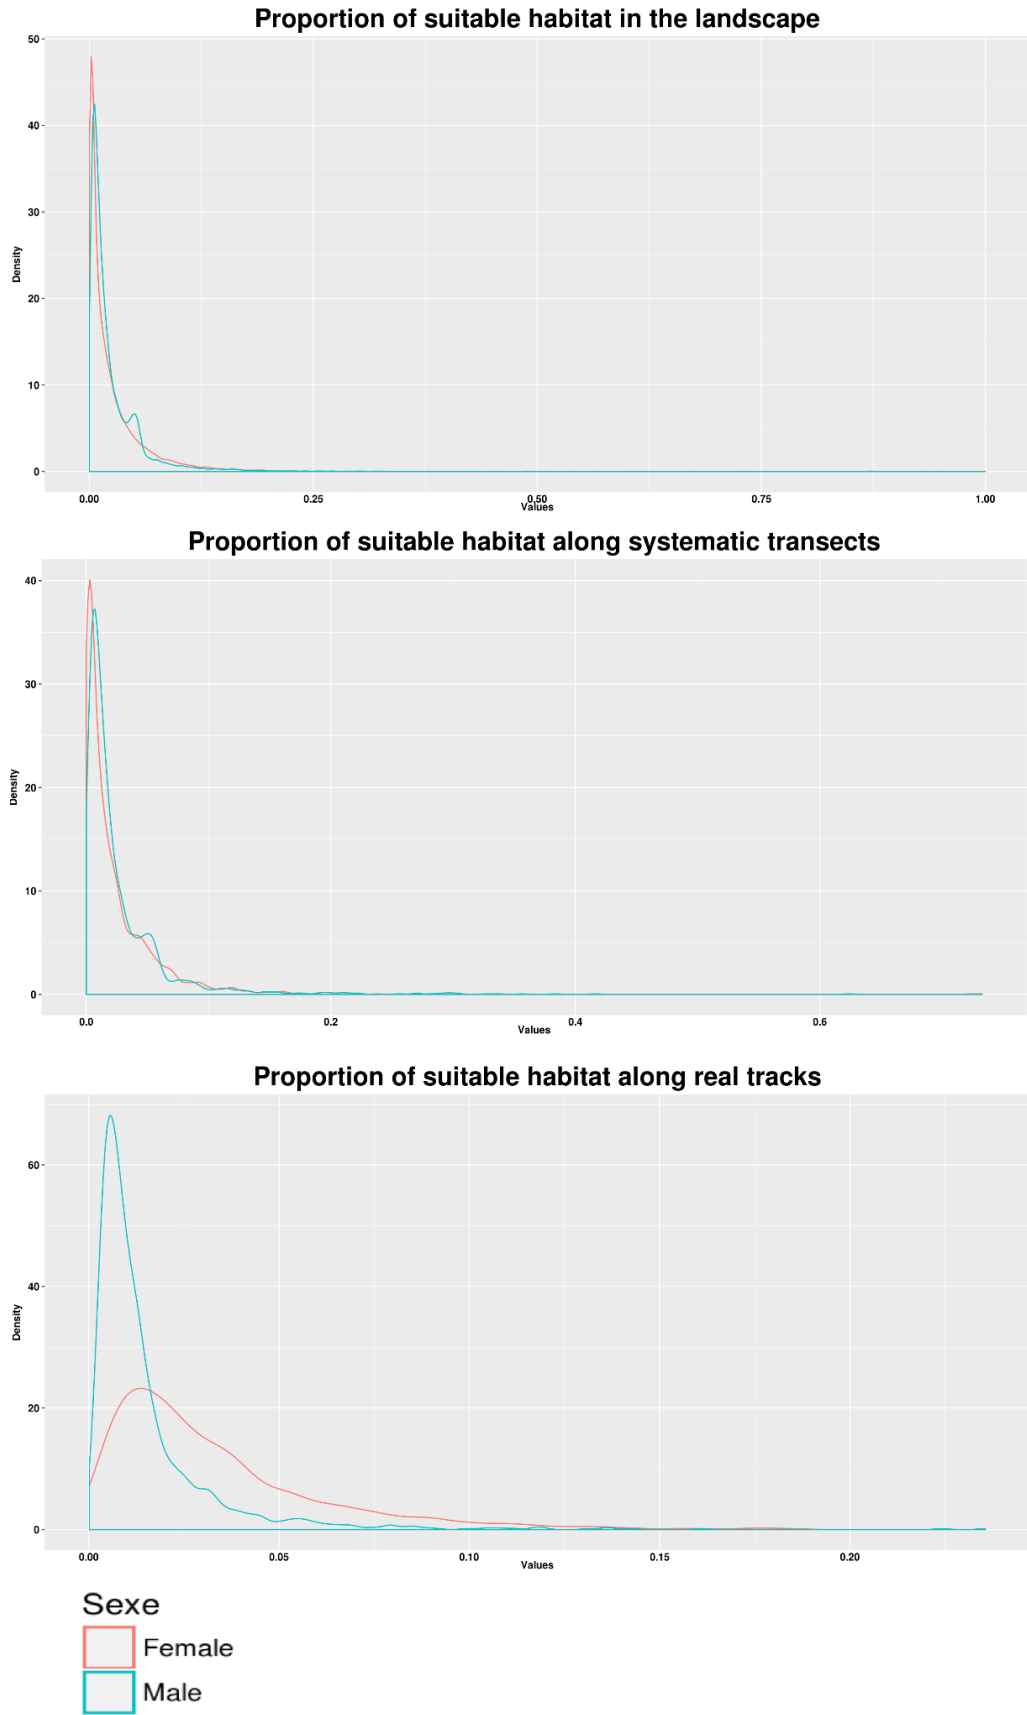 Proportion of suitable habitat in the landscape
50
40
30
20
10
0
Density
0.00 0.25 0.50 0.75 1.00
Values
Proportion of suitable habitat along systematic transects
40
30
20
10
0
Density
0.0 0.2 0.4 0.6
Values
Proportion of suitable habitat along real tracks
60
40
20
0
Density
0.00 0.05 0.10 0.15 0.20
Values
Sexe
Female
Male